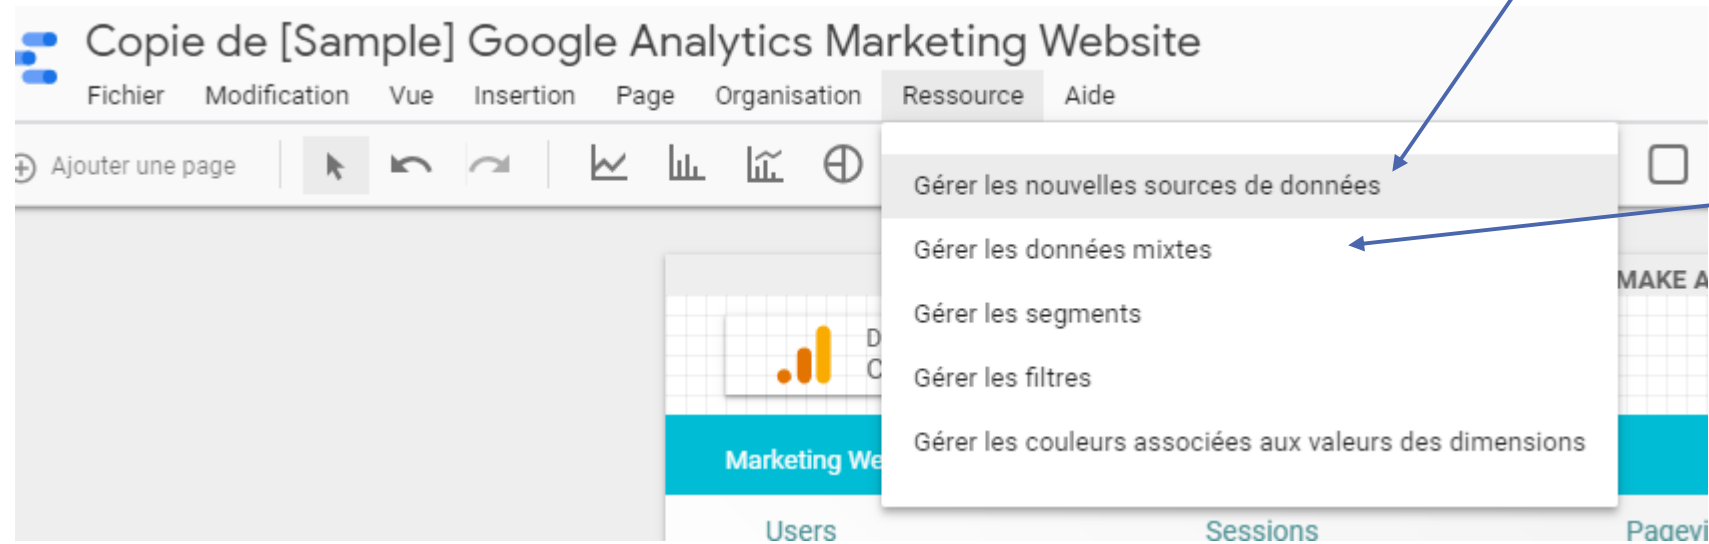 Copie de [Sample] Google Analytics Marketing Website
Fichier Modification Vue Insertion Page Organisation Ressource Aide
Ajouter une page
Gérer les nouvelles sources de données
Gérer les données mixtes
MAKE A
Gérer les segments
D
C
Gérer les filtres
Gérer les couleurs associées aux valeurs des dimensions
Marketing We
Users Sessions Pagevi